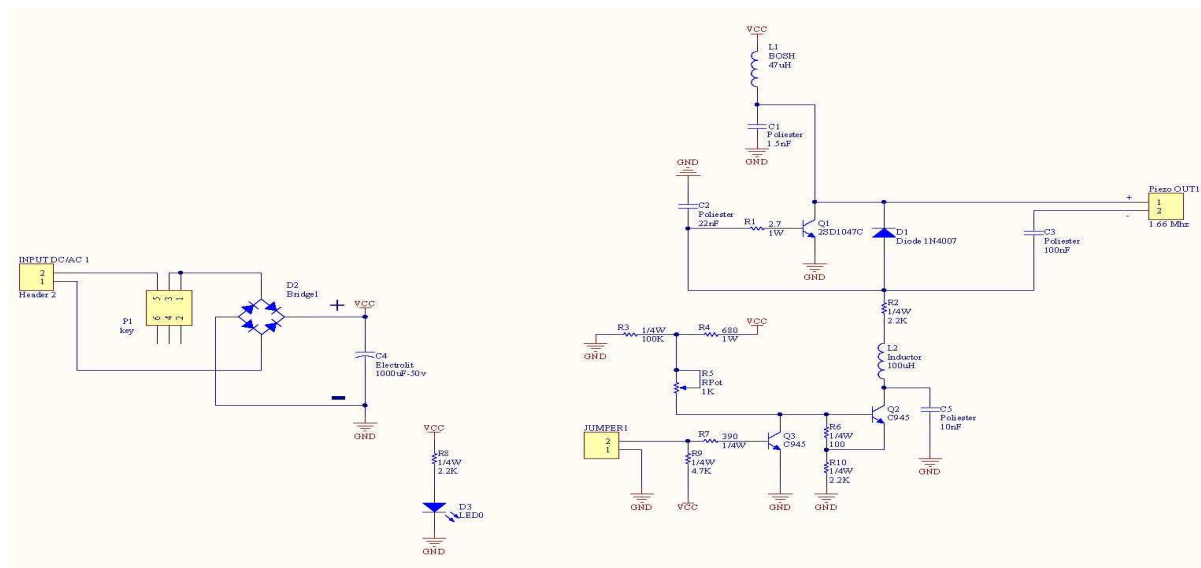 VCC
L1
BOSH
47uH
C1
Poliester
1.5nF
GND
GND
C2
Poliester
22nF
R1
2.7
1W
Q1
2SD1047C
GND
D1
Diode 1N4007
+
-
Piezo OUT1
1
2
1.66 Mhz
C3
Poliester
100nF
INPUT DC/AC 1
2
1
Header 2
5
3
1
6
4
2
P1
key
D2
Bridge1
+
VCC
C4
Electrolit
1000uF-50v
-
GND
R2
1/4W
2.2K
R3
1/4W
100K
GND
R4
680
1W
VCC
R5
RPot
1K
L2
Inductor
100uH
Q2
C945
C5
Poliester
10nF
GND
JUMPER1
2
1
GND
R7
390
1/4W
R9
1/4W
4.7K
VCC
Q3
C945
GND
R6
1/4W
100
R10
1/4W
2.2K
GND
VCC
R8
1/4W
2.2K
D3
LED0
GND